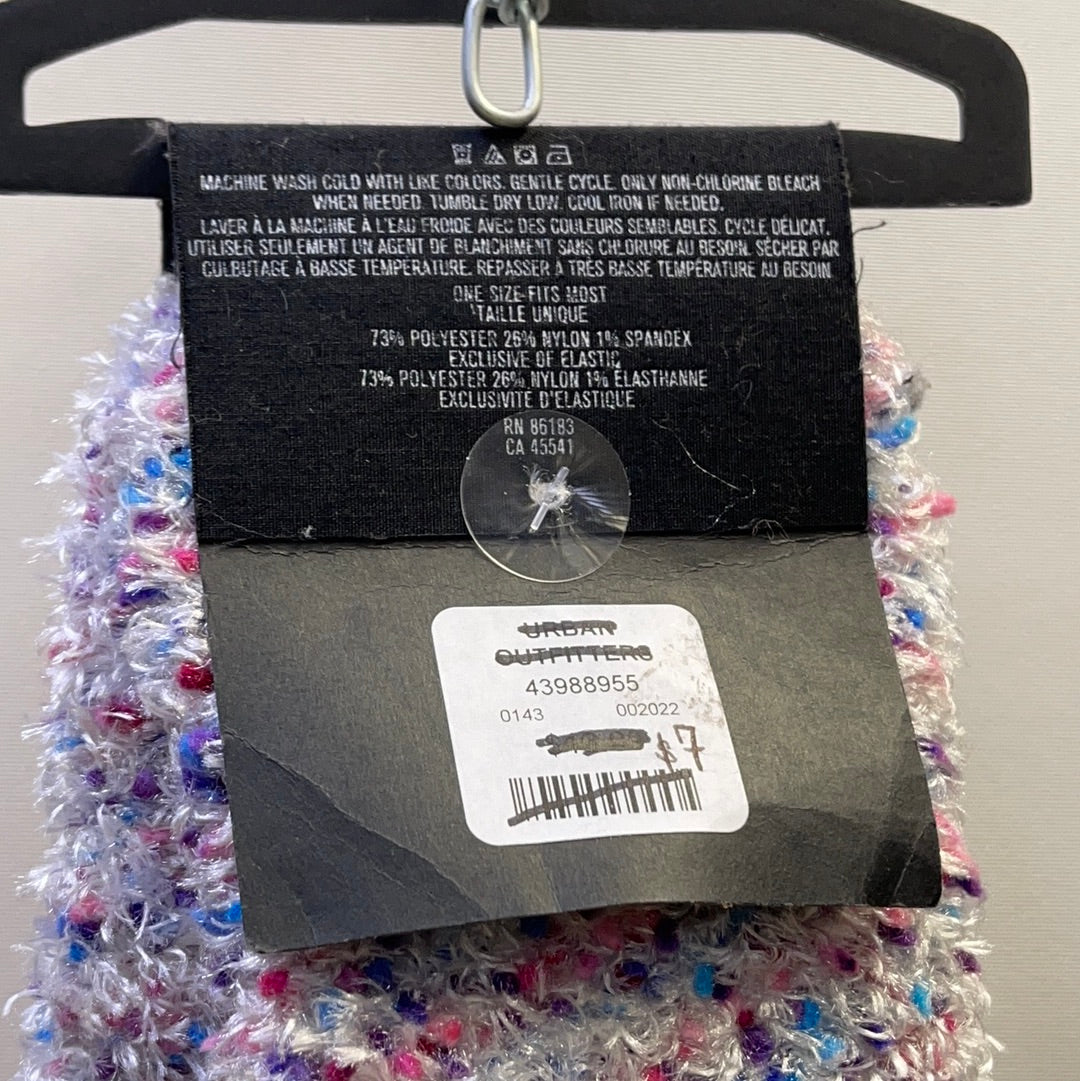 MACHINE WASH COLD WITH LIKE COLORS. GENTLE CYCLE. ONLY NON-CHLORINE BLEACH
WHEN NEEDED. TUMBLE DRY LOW. COOL IRON IF NEEDED.
LAVER À LA MACHINE À L'EAU FROIDE AVEC DES COULEURS SEMBLABLES. CYCLE DÉLICAT.
UTILISER SEULEMENT UN AGENT DE BLANCHIMENT SANS CHLORURE AU BESOIN. SÉCHER PAR
CULBUTAGE À BASSE TEMPÉRATURE. REPASSER À TRÈS BASSE TEMPÉRATURE AU BESOIN.
ONE SIZE FITS MOST
TAILLE UNIQUE
73% POLYESTER 26% NYLON 1% SPANDEX
EXCLUSIVE OF ELASTIC
73% POLYESTER 26% NYLON 1% ELASTHANNE
EXCLUSIVITÉ D'ELASTIQUE
RN 86183
CA 45541
URBAN
OUTFITTERS
43988955
0143 002022
$7